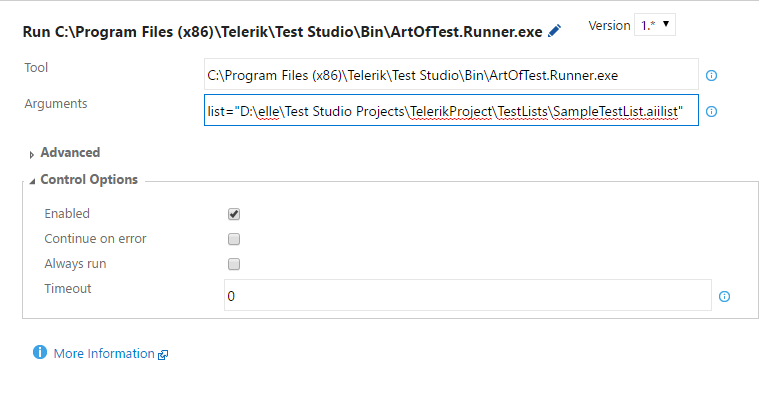 Run C:\Program Files (x86)\Telerik\Test Studio\Bin\ArtOfTest.Runner.exe
Version 1.*
Tool
C:\Program Files (x86)\Telerik\Test Studio\Bin\ArtOfTest.Runner.exe
Arguments
list="D:\elle\Test Studio Projects\TelerikProject\TestLists\SampleTestList.aiilist"
Advanced
Control Options
Enabled
Continue on error
Always run
Timeout
0
More Information